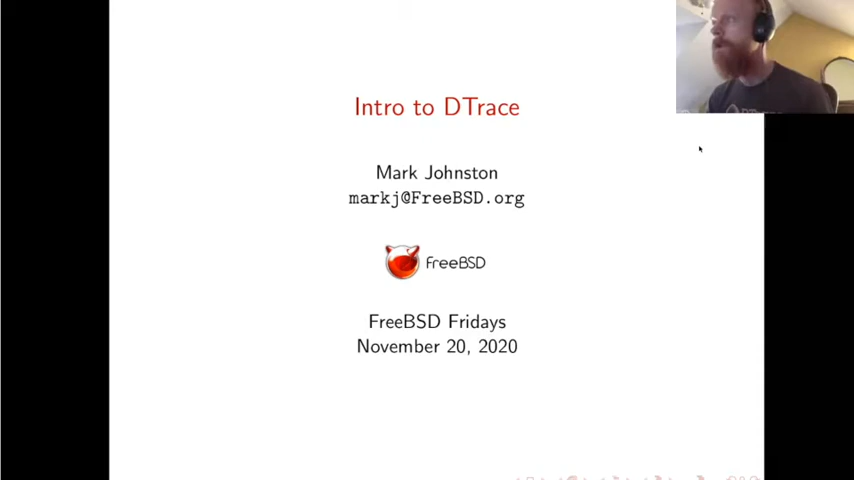 Intro to DTrace
Mark Johnston
markj@FreeBSD.org
FreeBSD
FreeBSD Fridays
November 20, 2020